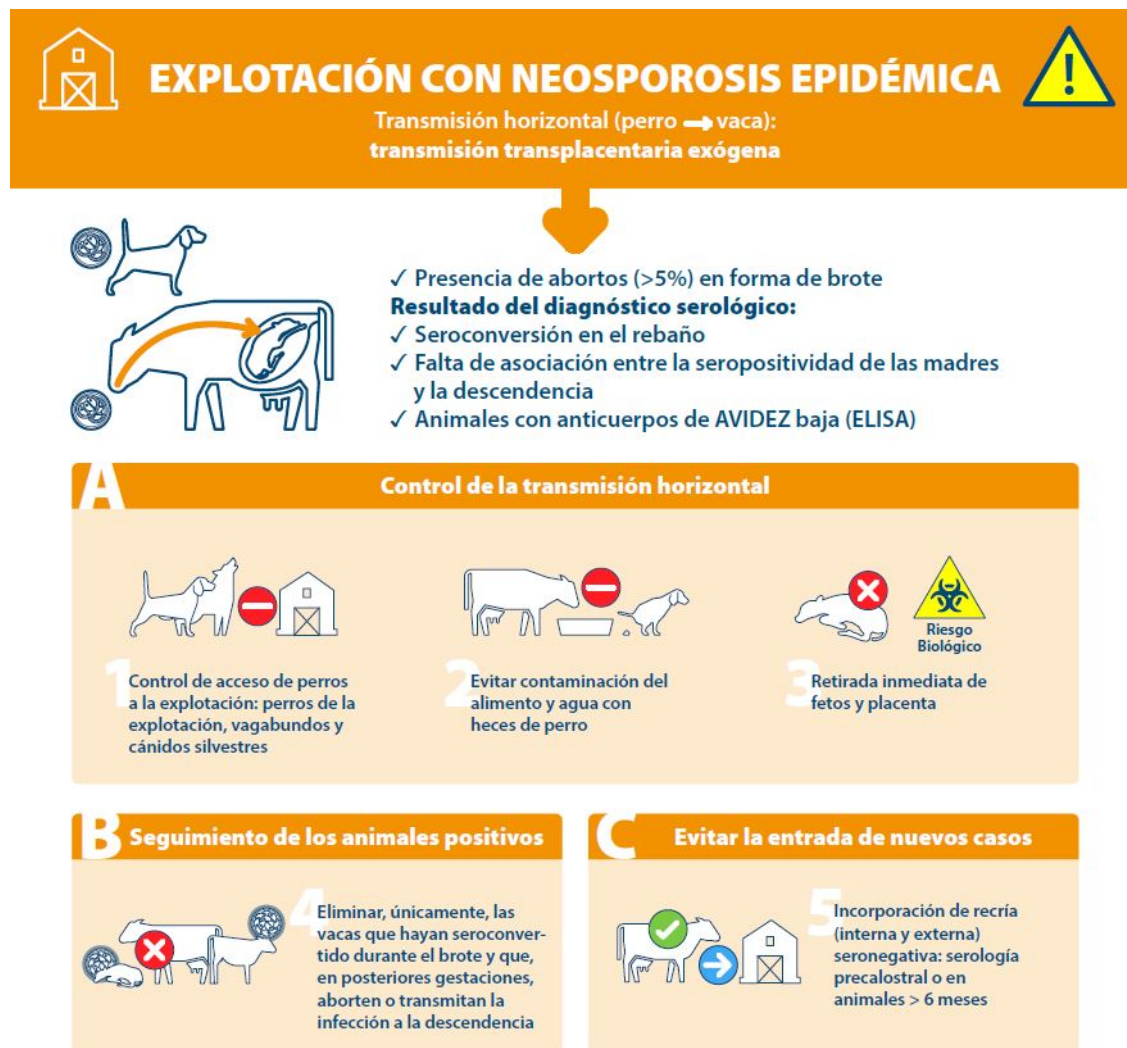 EXPLOTACIÓN CON NEOSPOROSIS EPIDÉMICA
Transmisión horizontal (perro → vaca):
transmisión transplacentaria exógena
✓ Presencia de abortos (>5%) en forma de brote
Resultado del diagnóstico serológico:
✓ Seroconversión en el rebaño
✓ Falta de asociación entre la seropositividad de las madres
y la descendencia
✓ Animales con anticuerpos de AVIDEZ baja (ELISA)
A
Control de la transmisión horizontal
1
Control de acceso de perros
a la explotación: perros de la
explotación, vagabundos y
cánidos silvestres
2
Evitar contaminación del
alimento y agua con
heces de perro
Riesgo
Biológico
3
Retirada inmediata de
fetos y placenta
B
Seguimiento de los animales positivos
4
Eliminar, únicamente, las
vacas que hayan seroconver-
tido durante el brote y que,
en posteriores gestaciones,
aborten o transmitan la
infección a la descendencia
C
Evitar la entrada de nuevos casos
5
Incorporación de recría
(interna y externa)
seronegativa: serología
precalostral o en
animales > 6 meses